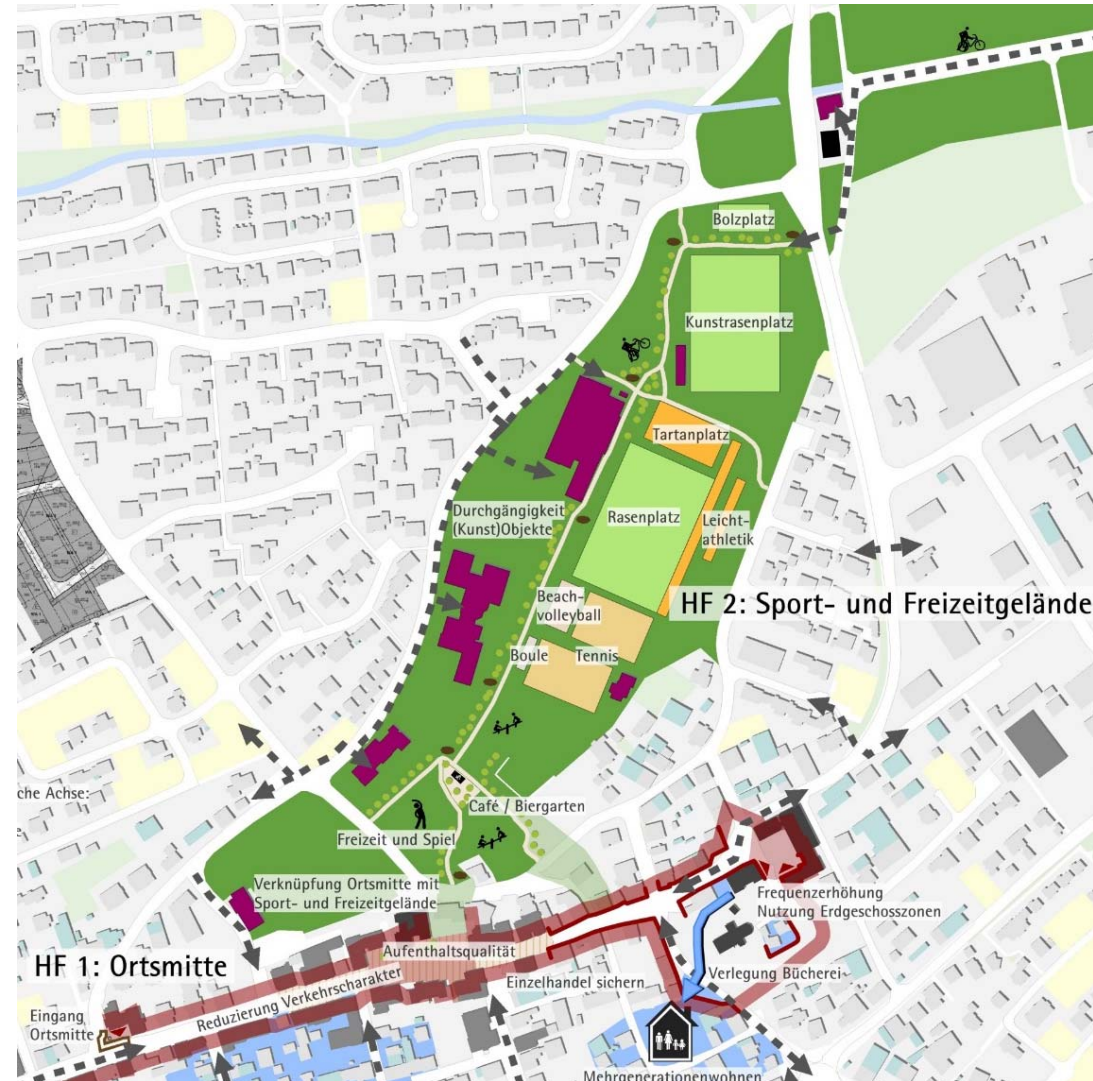 Bolzplatz
Kunstrasenplatz
Tartanplatz
Durchgängigkeit
(Kunst)Objekte
Rasenplatz
Leicht-
athletik
Beach-
volleyball
HF 2: Sport- und Freizeitgelände
Boule
Tennis
che Achse:
Café / Biergarten
Freizeit und Spiel
Verknüpfung Ortsmitte mit
Sport- und Freizeitgelände
Frequenzerhöhung
Nutzung Erdgeschosszonen
HF 1: Ortsmitte
Aufenthaltsqualität
Einzelhandel sichern
Verlegung Bücherei
Reduzierung Verkehrscharakter
Eingang
Ortsmitte
Mehrgenerationenwohnen